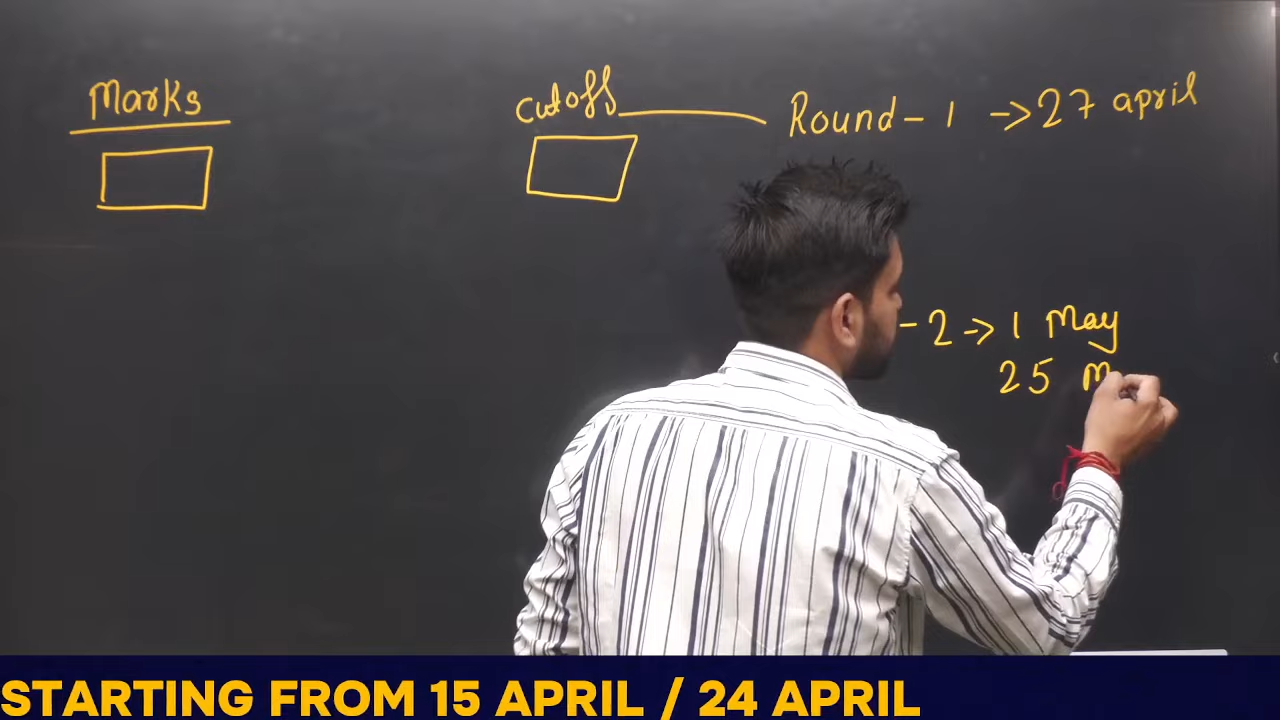 Marks
cutoff Round - 1 → 27 april
- 2 → 1 May
25
STARTING FROM 15 APRIL / 24 APRIL